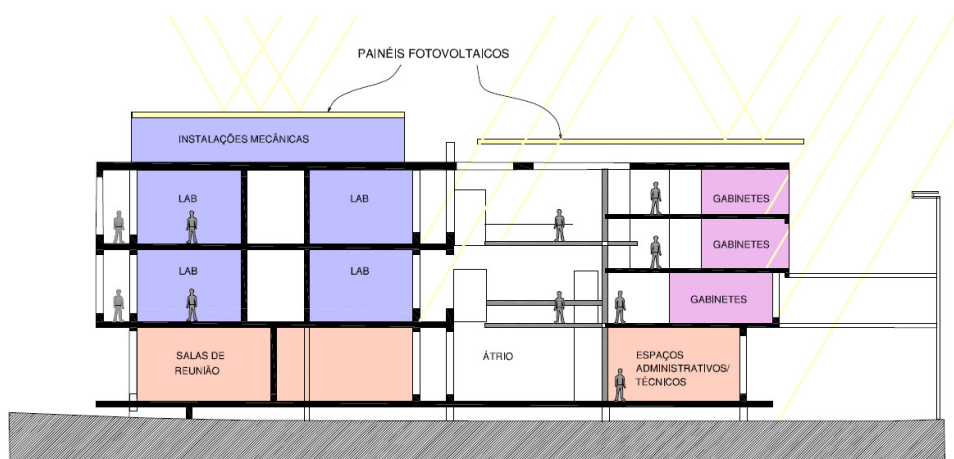 PAINÉIS FOTOVOLTAICOS
INSTALAÇÕES MECÂNICAS
LAB
LAB
GABINETES
GABINETES
LAB
LAB
GABINETES
SALAS DE
REUNIÃO
ÁTRIO
ESPAÇOS
ADMINISTRATIVOS/
TÉCNICOS